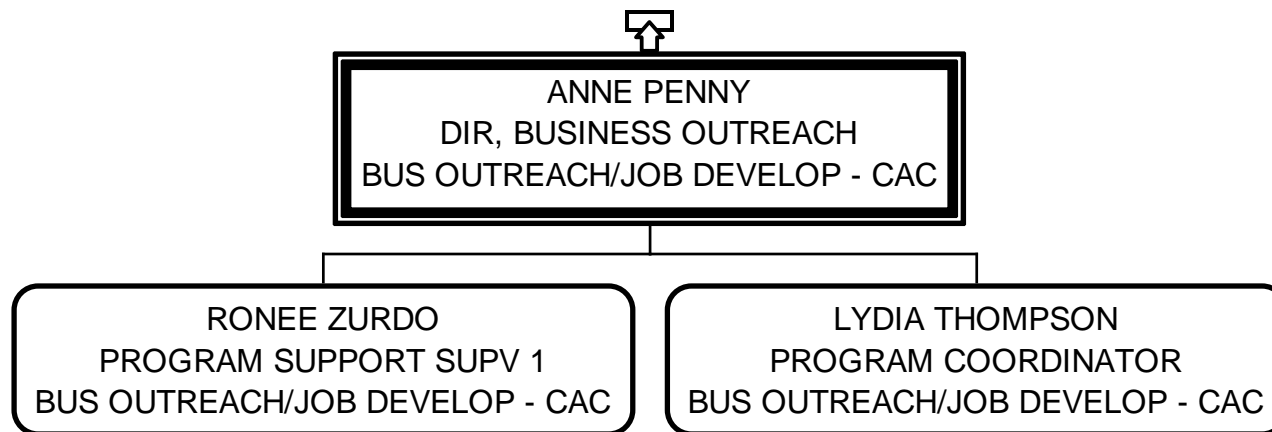 ANNE PENNY
DIR, BUSINESS OUTREACH
BUS OUTREACH/JOB DEVELOP - CAC
RONEE ZURDO
PROGRAM SUPPORT SUPV 1
BUS OUTREACH/JOB DEVELOP - CAC
LYDIA THOMPSON
PROGRAM COORDINATOR
BUS OUTREACH/JOB DEVELOP - CAC